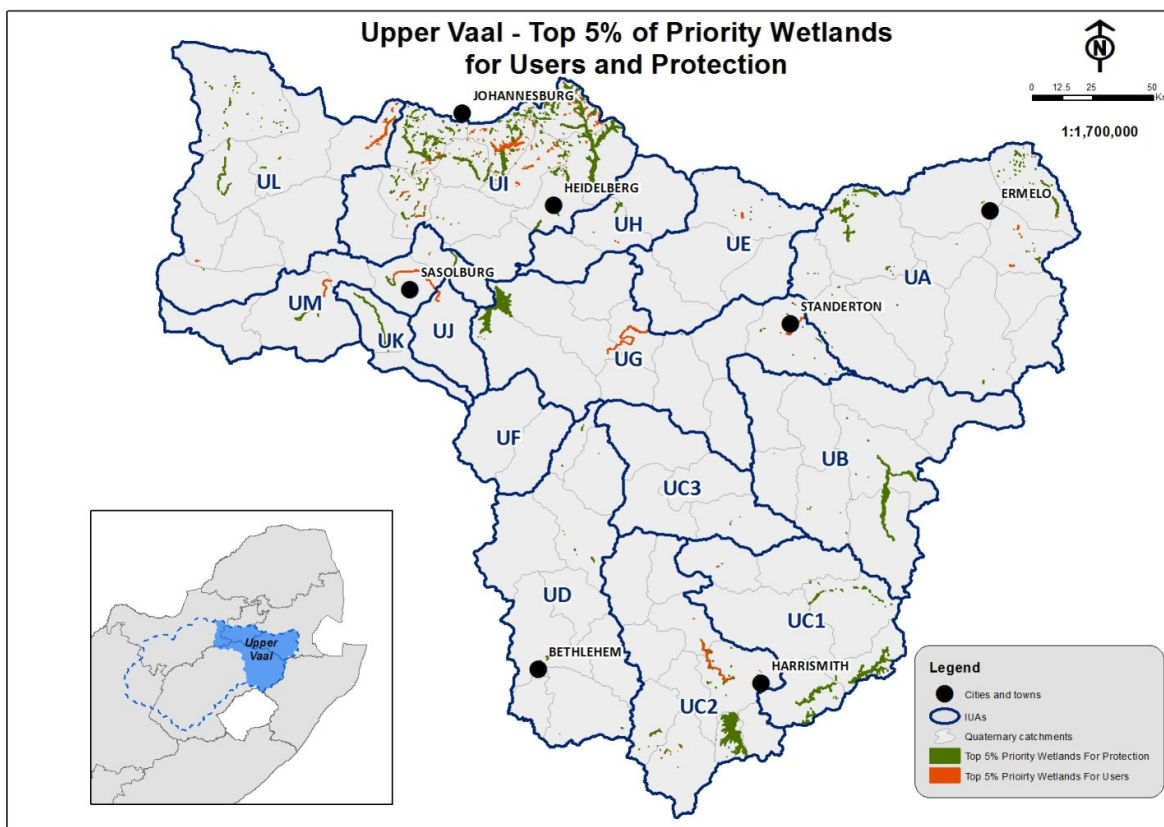 Upper Vaal - Top 5% of Priority Wetlands
for Users and Protection
N
0 12.5 25 50
Km
1:1,700,000
JOHANNESBURG
UL
UI
HEIDELBERG
ERMELO
UH
UE
UA
SASOLBURG
UM
STANDERTON
UK
UJ
UG
UF
UB
UC3
UD
UC1
BETHLEHEM
HARRISMITH
UC2
Upper
Vaal
Legend
Cities and towns
IUAs
Quaternary catchments
Top 5% Priority Wetlands For Protection
Top 5% Prioirty Wetlands For Users